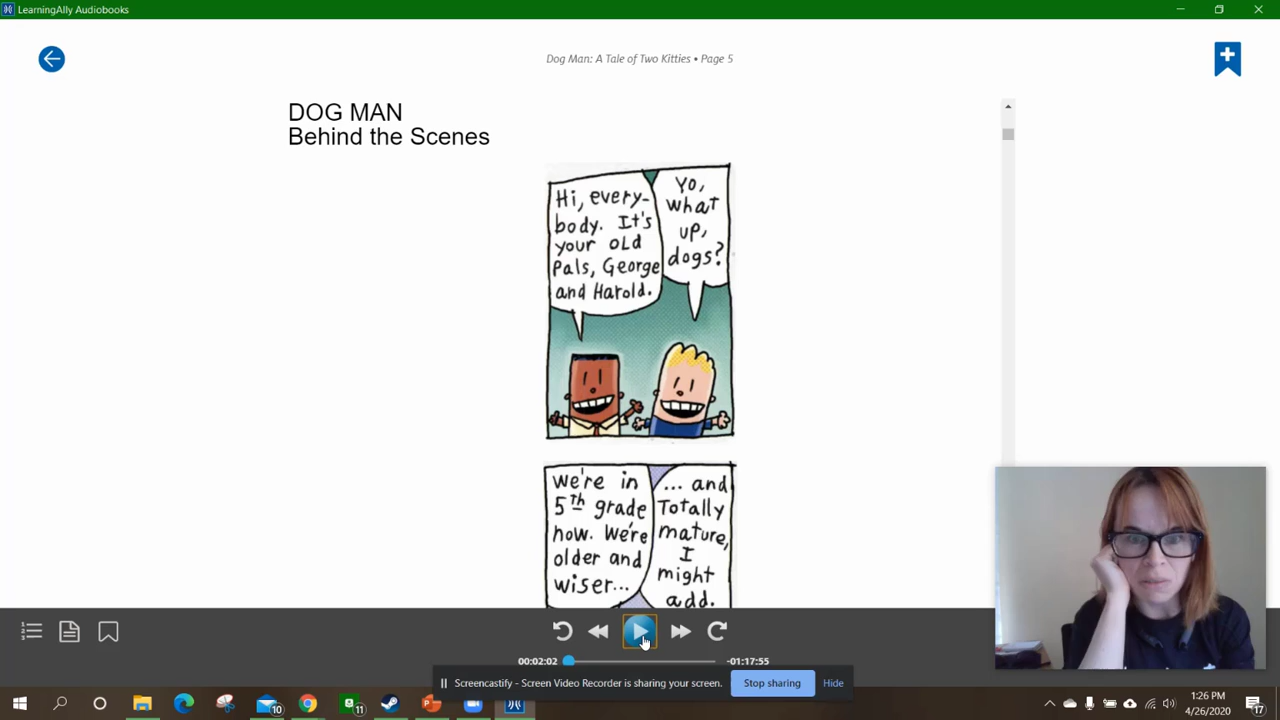 LearningAlly Audiobooks
Dog Man: A Tale of Two Kitties • Page 5
DOG MAN
Behind the Scenes
Hi, every-
body. It's
your old
Pals, George
and Harold.
Yo,
what
up,
dogs?
We're in
5th grade
now. We're
older and
wiser...
... and
Totally
mature,
I
might
add.
00:02:02
-01:17:55
Screencastify - Screen Video Recorder is sharing your screen.
Stop sharing
Hide
10
11
1:26 PM
4/26/2020
17